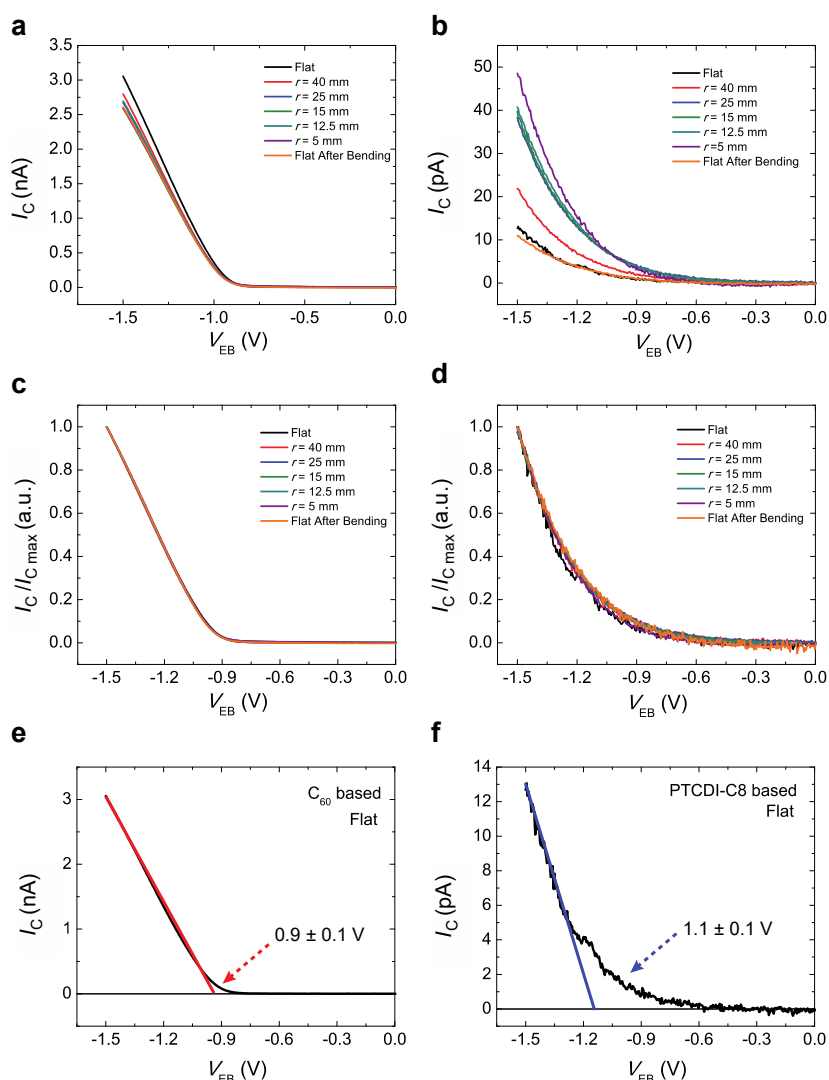 a
3.5
3.0
2.5
2.0
1.5
1.0
0.5
0.0
I_C (nA)
Flat
r = 40 mm
r = 25 mm
r = 15 mm
r = 12.5 mm
r = 5 mm
Flat After Bending
-1.5 -1.0 -0.5 0.0
V_EB (V)
b
50
40
30
20
10
0
I_C (pA)
Flat
r = 40 mm
r = 25 mm
r = 15 mm
r = 12.5 mm
r =5 mm
Flat After Bending
-1.5 -1.2 -0.9 -0.6 -0.3 0.0
V_EB (V)
c
1.0
0.8
0.6
0.4
0.2
0.0
I_C /I_C max (a.u.)
Flat
r = 40 mm
r = 25 mm
r = 15 mm
r = 12.5 mm
r = 5 mm
Flat After Bending
-1.5 -1.2 -0.9 -0.6 -0.3 0.0
V_EB (V)
d
1.0
0.8
0.6
0.4
0.2
0.0
I_C /I_C max (a.u.)
Flat
r = 40 mm
r = 25 mm
r = 15 mm
r = 12.5 mm
r = 5 mm
Flat After Bending
-1.5 -1.2 -0.9 -0.6 -0.3 0.0
V_EB (V)
e
3
2
1
0
I_C (nA)
C60 based
Flat
0.9 ± 0.1 V
-1.5 -1.2 -0.9 -0.6 -0.3 0.0
V_EB (V)
f
14
12
10
8
6
4
2
0
I_C (pA)
PTCDI-C8 based
Flat
1.1 ± 0.1 V
-1.5 -1.2 -0.9 -0.6 -0.3 0.0
V_EB (V)